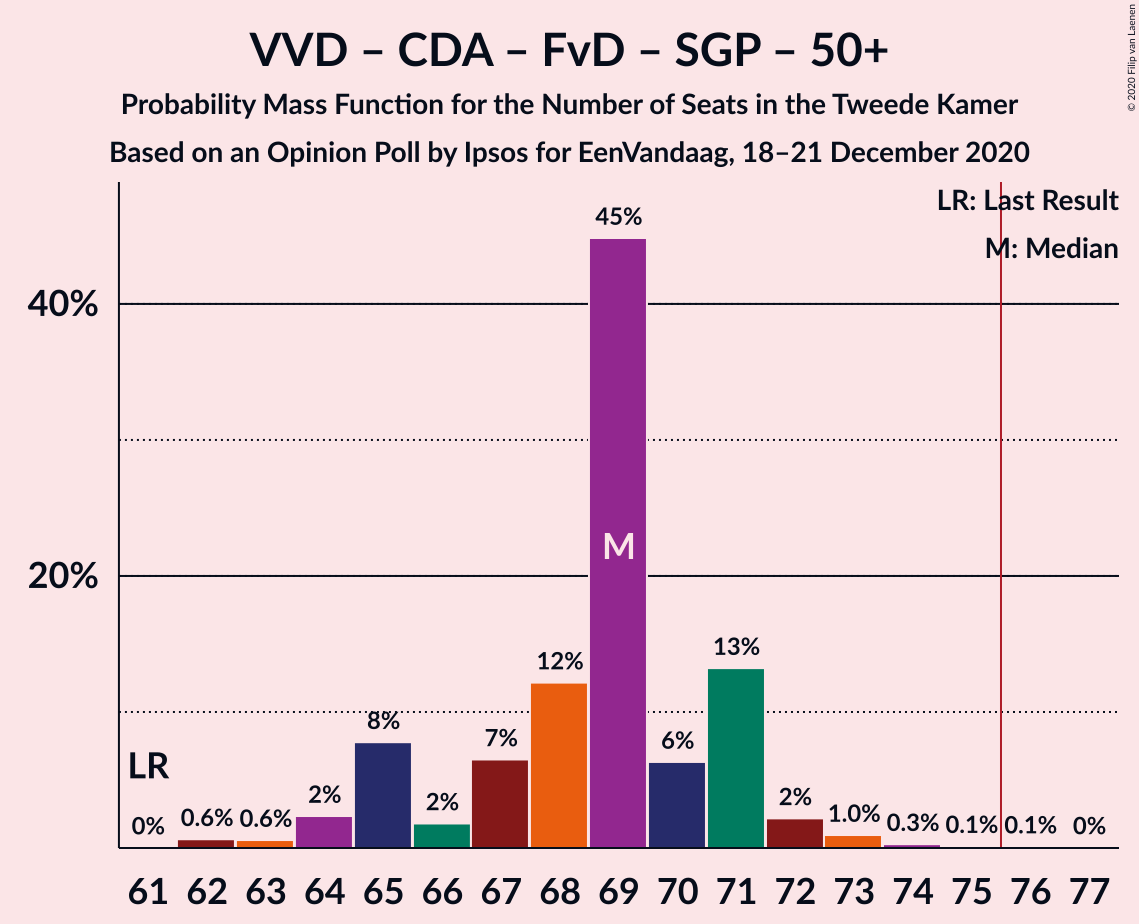 VVD – CDA – FvD – SGP – 50+
Probability Mass Function for the Number of Seats in the Tweede Kamer
Based on an Opinion Poll by Ipsos for EenVandaag, 18–21 December 2020
© 2020 Filip van Laenen
LR: Last Result
M: Median
45%
40%
M
20%
13%
12%
8%
7%
6%
LR
2%
2%
2%
0%
0.6%
0.6%
1.0%
0.3%
0.1%
0.1%
0%
61 62 63 64 65 66 67 68 69 70 71 72 73 74 75 76 77